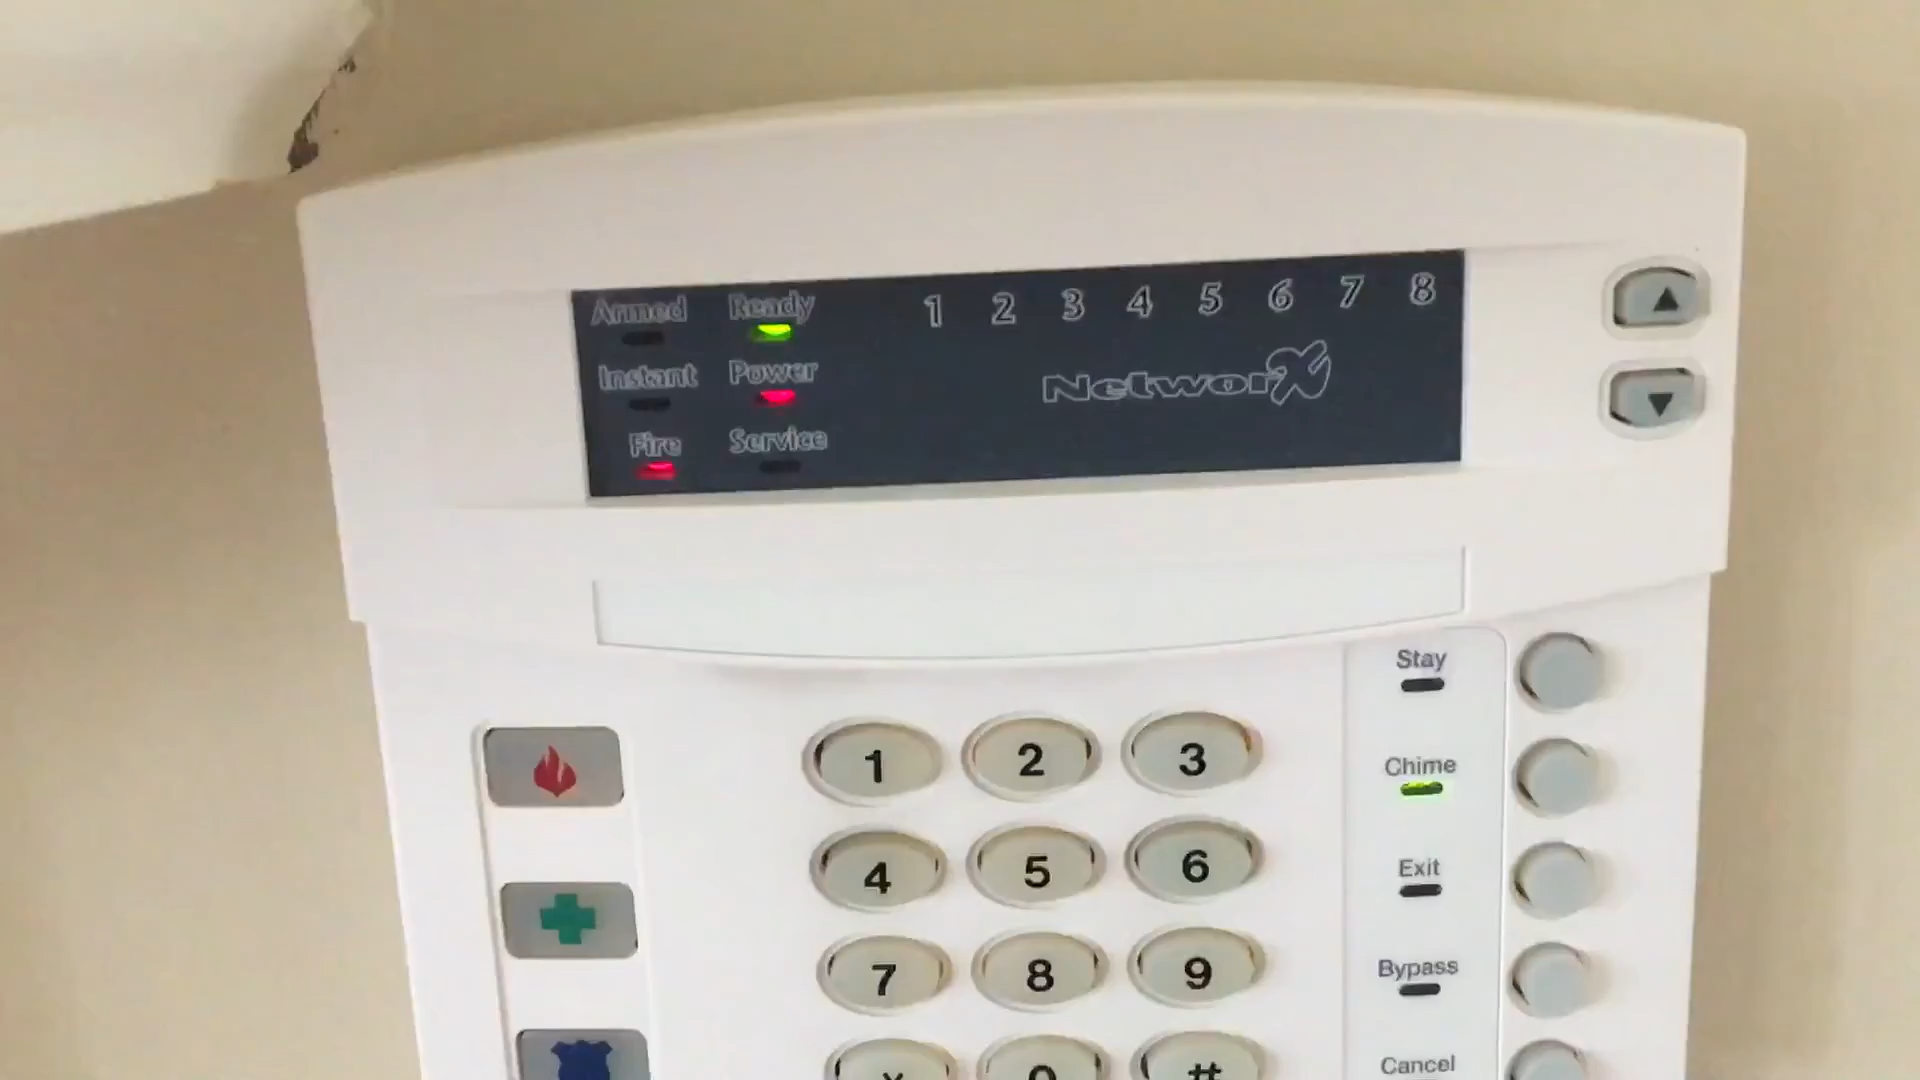 Armed Ready 1 2 3 4 5 6 7 8
Instant Power NetworX
Fire Service
Stay
1 2 3
Chime
4 5 6
Exit
7 8 9
Bypass
* 0 #
Cancel